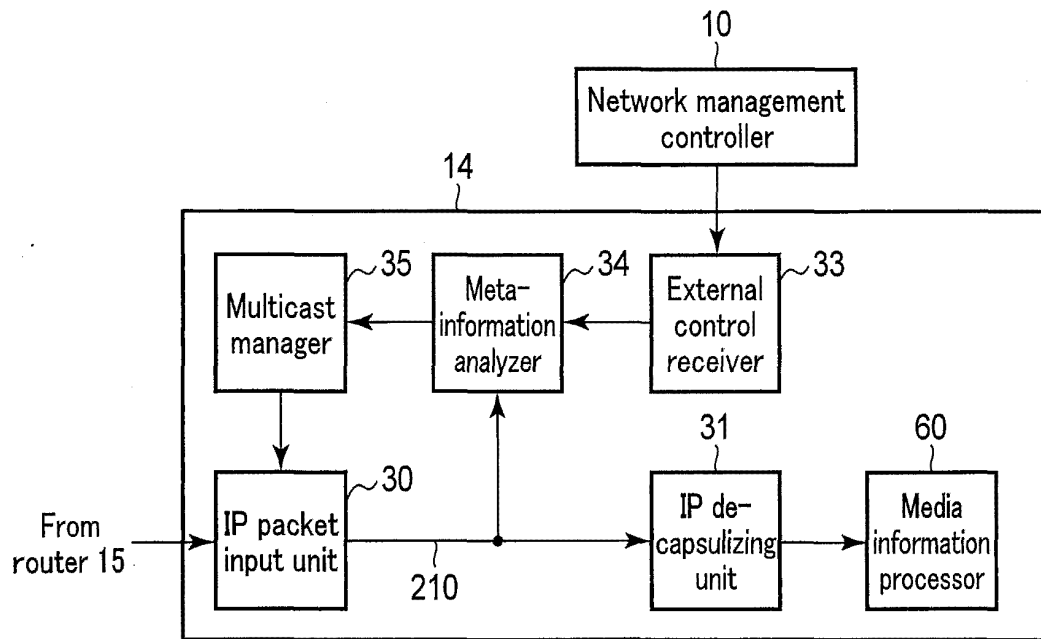 10
Network management
controller
14
35
Multicast
manager
34
Meta-
information
analyzer
33
External
control
receiver
From
router 15
30
IP packet
input unit
210
31
IP de-
capsulizing
unit
60
Media
information
processor